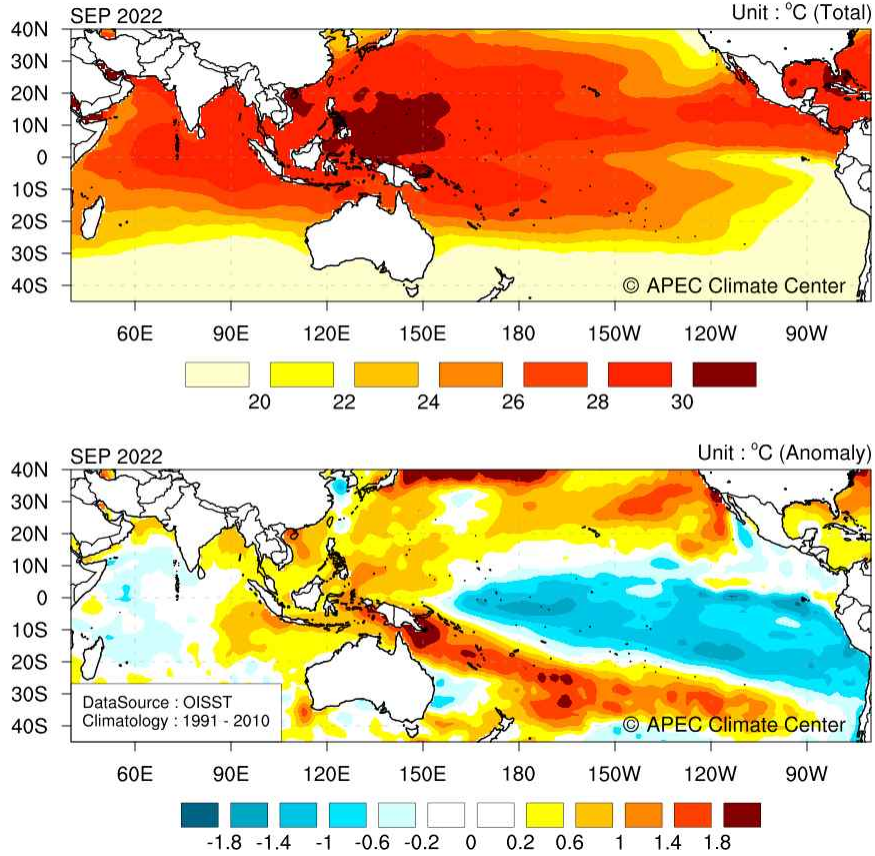 SEP 2022 Unit : °C (Total)
40N
30N
20N
10N
0
10S
20S
30S
40S
© APEC Climate Center
60E 90E 120E 150E 180 150W 120W 90W
20 22 24 26 28 30
SEP 2022 Unit : °C (Anomaly)
40N
30N
20N
10N
0
10S
20S
30S
40S
DataSource : OISST
Climatology : 1991 - 2010
© APEC Climate Center
60E 90E 120E 150E 180 150W 120W 90W
-1.8 -1.4 -1 -0.6 -0.2 0 0.2 0.6 1 1.4 1.8